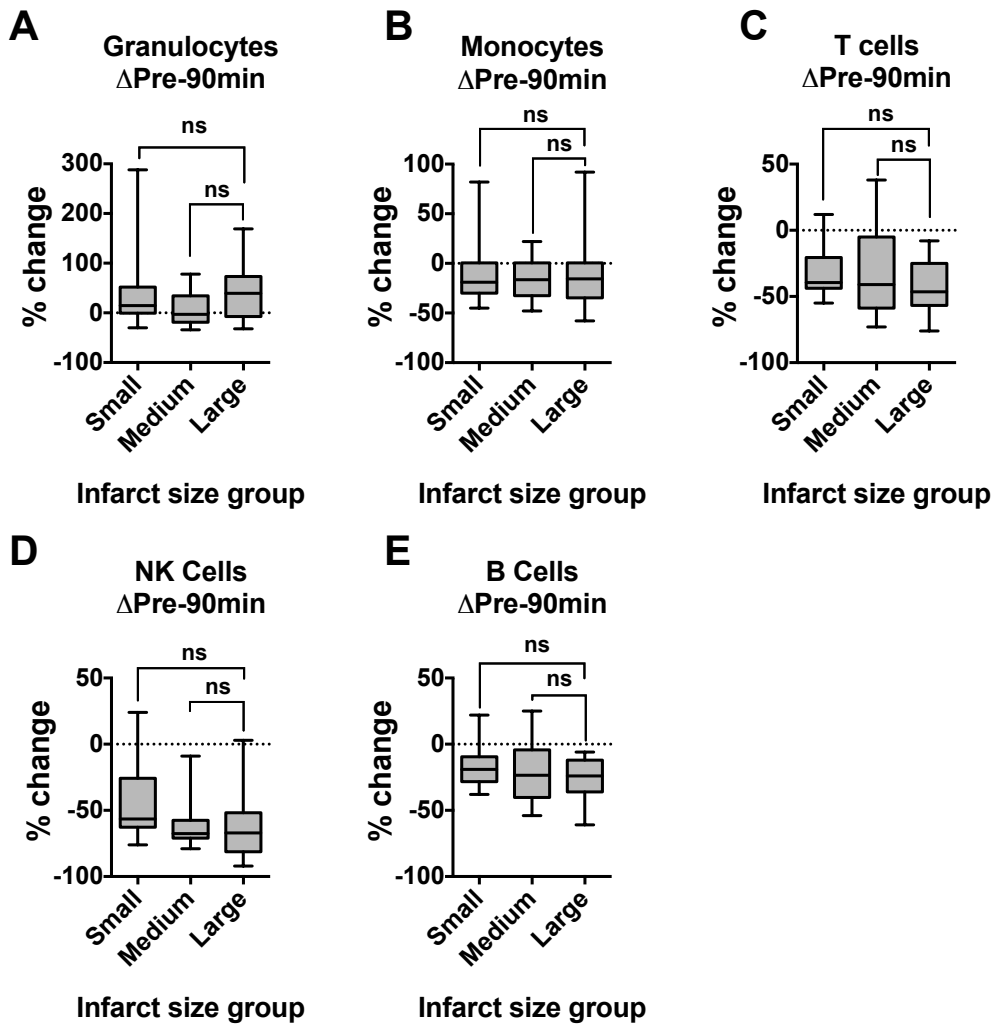 A
Granulocytes
ΔPre-90min
ns
ns
300
200
100
0
-100
% change
Small
Medium
Large
Infarct size group
B
Monocytes
ΔPre-90min
ns
ns
100
50
0
-50
-100
% change
Small
Medium
Large
Infarct size group
C
T cells
ΔPre-90min
ns
ns
50
0
-50
-100
% change
Small
Medium
Large
Infarct size group
D
NK Cells
ΔPre-90min
ns
ns
50
0
-50
-100
% change
Small
Medium
Large
Infarct size group
E
B Cells
ΔPre-90min
ns
ns
50
0
-50
-100
% change
Small
Medium
Large
Infarct size group